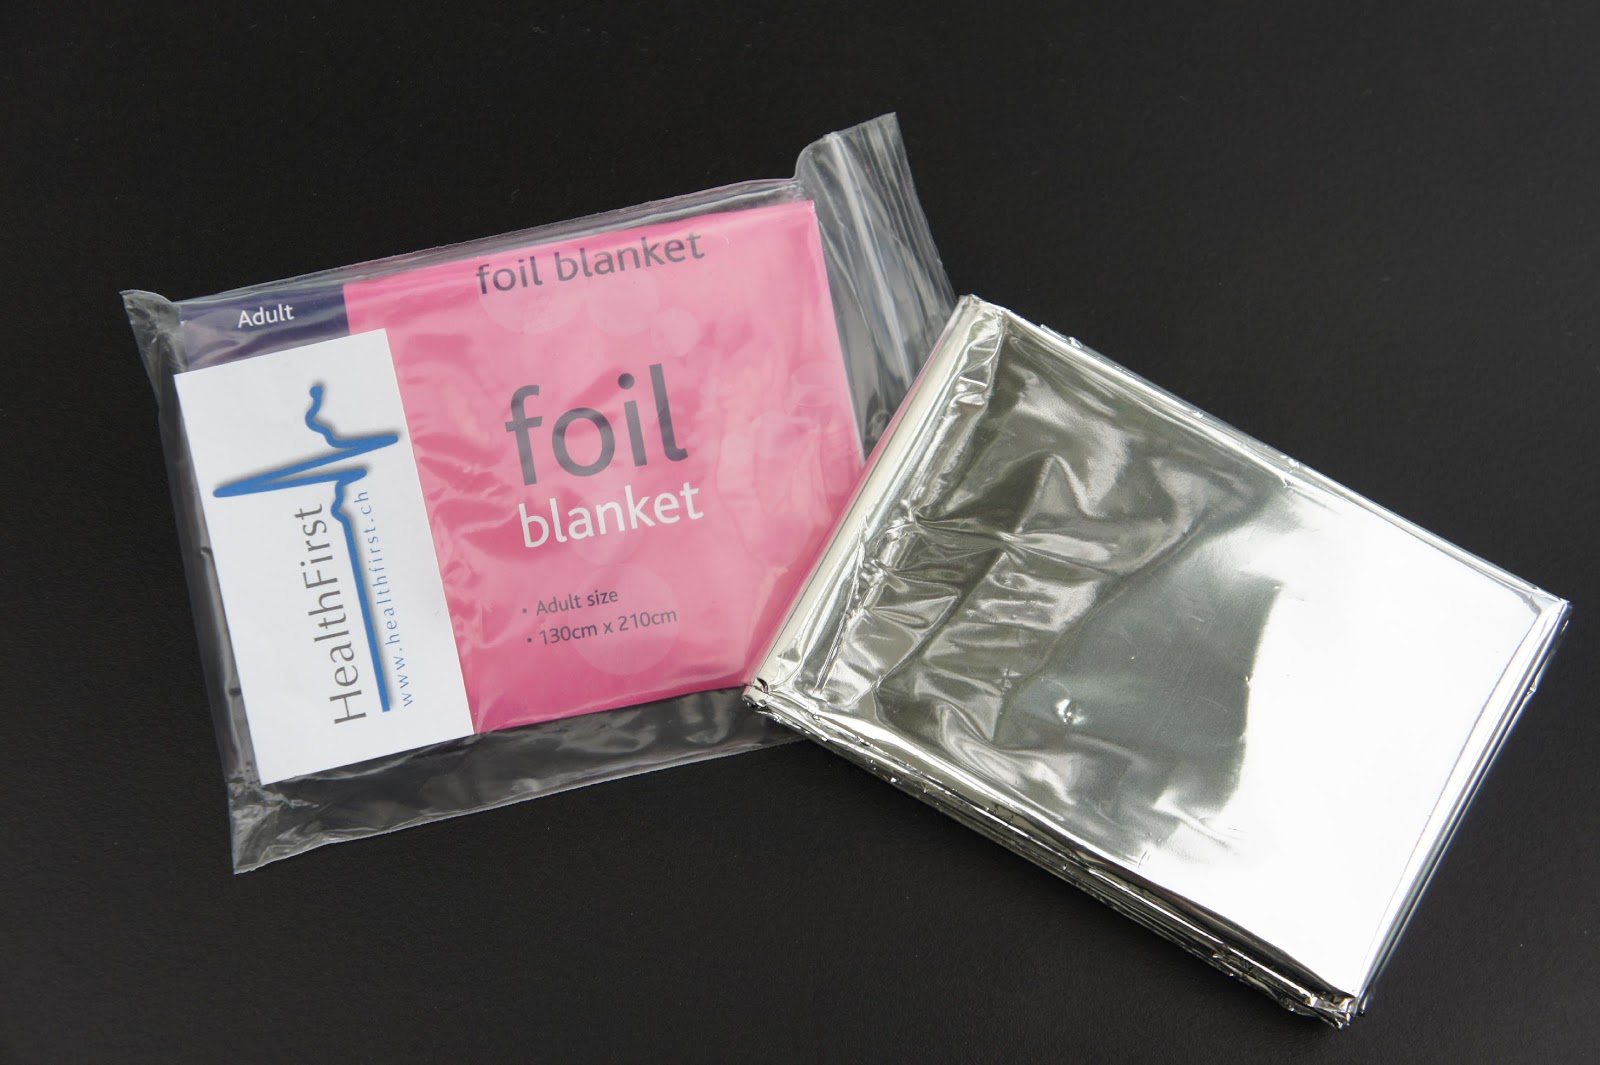 foil blanket
Adult
foil
blanket
• Adult size
• 130cm x 210cm
HealthFirst
www.healthfirst.ch